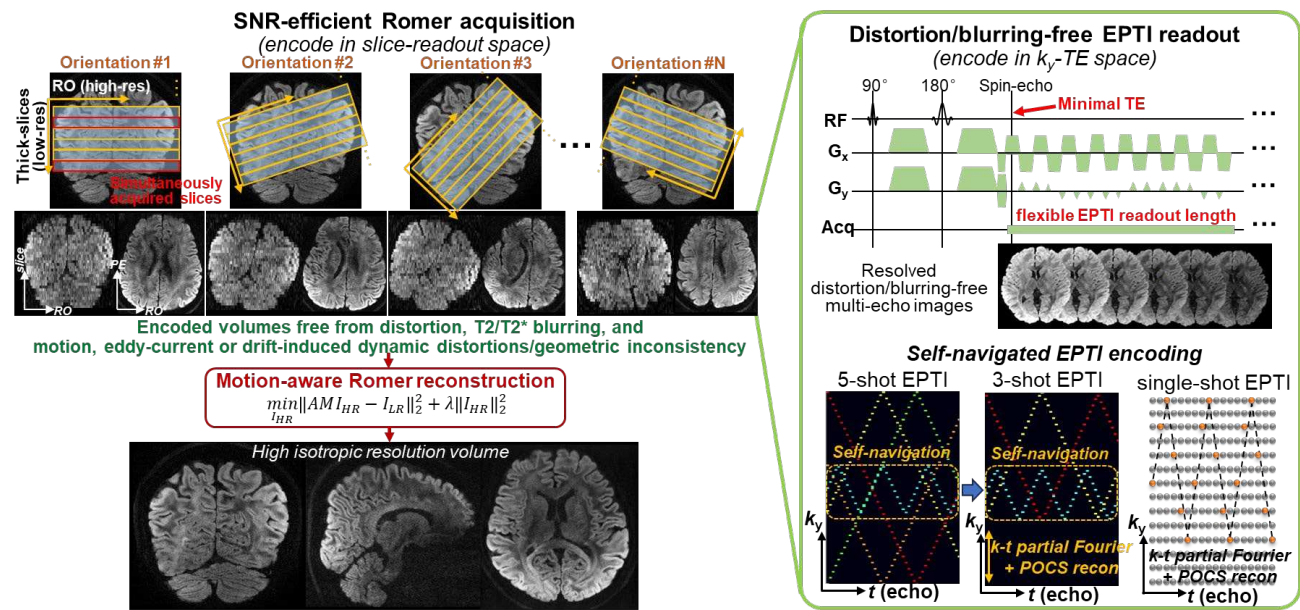 SNR-efficient Romer acquisition
(encode in slice-readout space)
Orientation #1
Orientation #2
Orientation #3
Orientation #N
RO (high-res)
Thick-slices
(low-res)
Simultaneously
acquired slices
...
slice
RO
PE
RO
Encoded volumes free from distortion, T2/T2* blurring, and
motion, eddy-current or drift-induced dynamic distortions/geometric inconsistency
Motion-aware Romer reconstruction
min ‖AMI_HR − I_LR‖₂² + λ‖I_HR‖₂²
I_HR
High isotropic resolution volume
Distortion/blurring-free EPTI readout
(encode in k_y-TE space)
90°
180°
Spin-echo
Minimal TE
RF
...
G_x
...
G_y
...
flexible EPTI readout length
Acq
...
Resolved
distortion/blurring-free
multi-echo images
Self-navigated EPTI encoding
5-shot EPTI
3-shot EPTI
single-shot EPTI
Self-navigation
Self-navigation
k_y
t (echo)
k_y
k-t partial Fourier
+ POCS recon
t (echo)
k_y
k-t partial Fourier
+ POCS recon
t (echo)